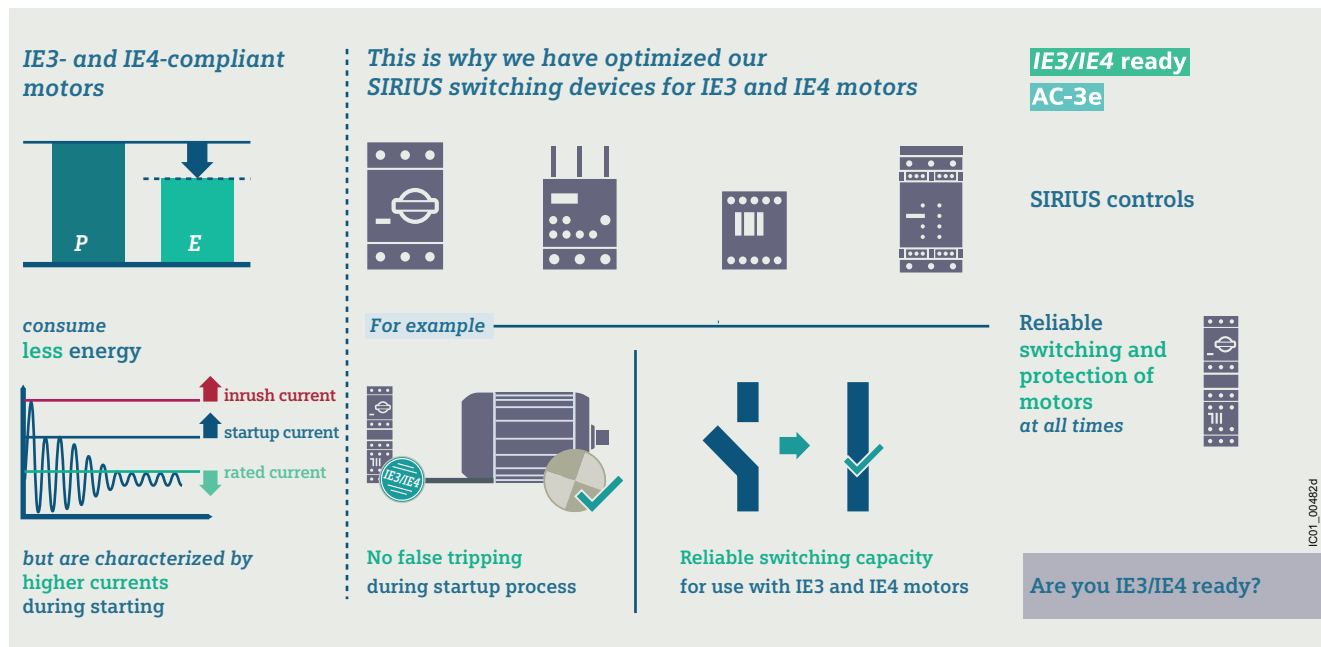 IE3- and IE4-compliant
motors
P
E
consume
less energy
inrush current
startup current
rated current
but are characterized by
higher currents
during starting
This is why we have optimized our
SIRIUS switching devices for IE3 and IE4 motors
For example
IE3/IE4
No false tripping
during startup process
Reliable switching capacity
for use with IE3 and IE4 motors
IE3/IE4 ready
AC-3e
SIRIUS controls
Reliable
switching and
protection of
motors
at all times
IC01_00482d
Are you IE3/IE4 ready?